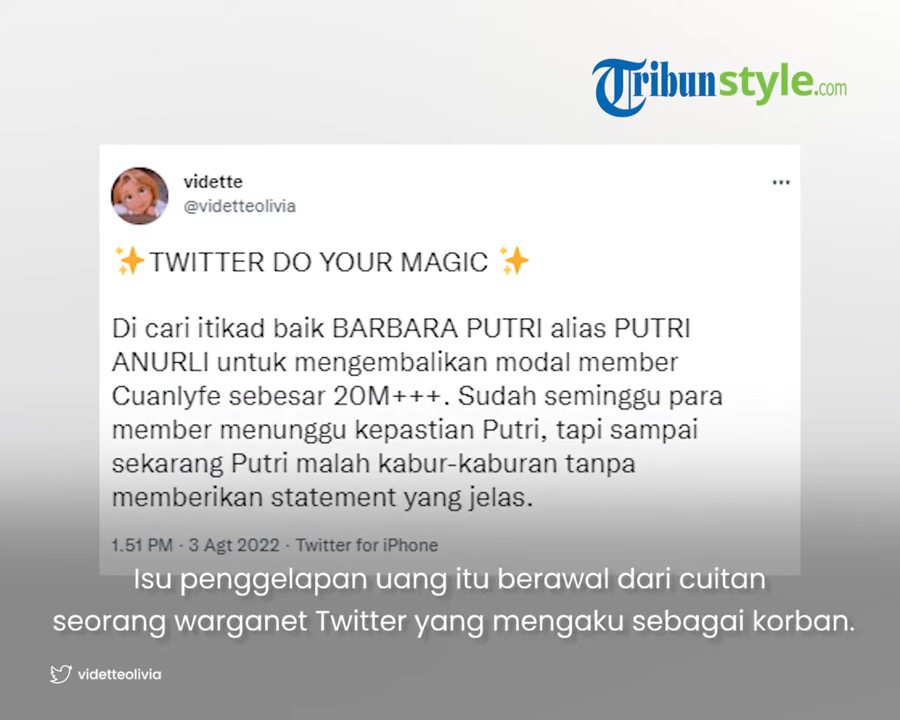 Tribunstyle.com
vidette
@videtteolivia
✨TWITTER DO YOUR MAGIC ✨
Di cari itikad baik BARBARA PUTRI alias PUTRI
ANURLI untuk mengembalikan modal member
Cuanlyfe sebesar 20M+++. Sudah seminggu para
member menunggu kepastian Putri, tapi sampai
sekarang Putri malah kabur-kaburan tanpa
memberikan statement yang jelas.
1.51 PM · 3 Agt 2022 · Twitter for iPhone
Isu penggelapan uang itu berawal dari cuitan
seorang warganet Twitter yang mengaku sebagai korban.
videtteolivia